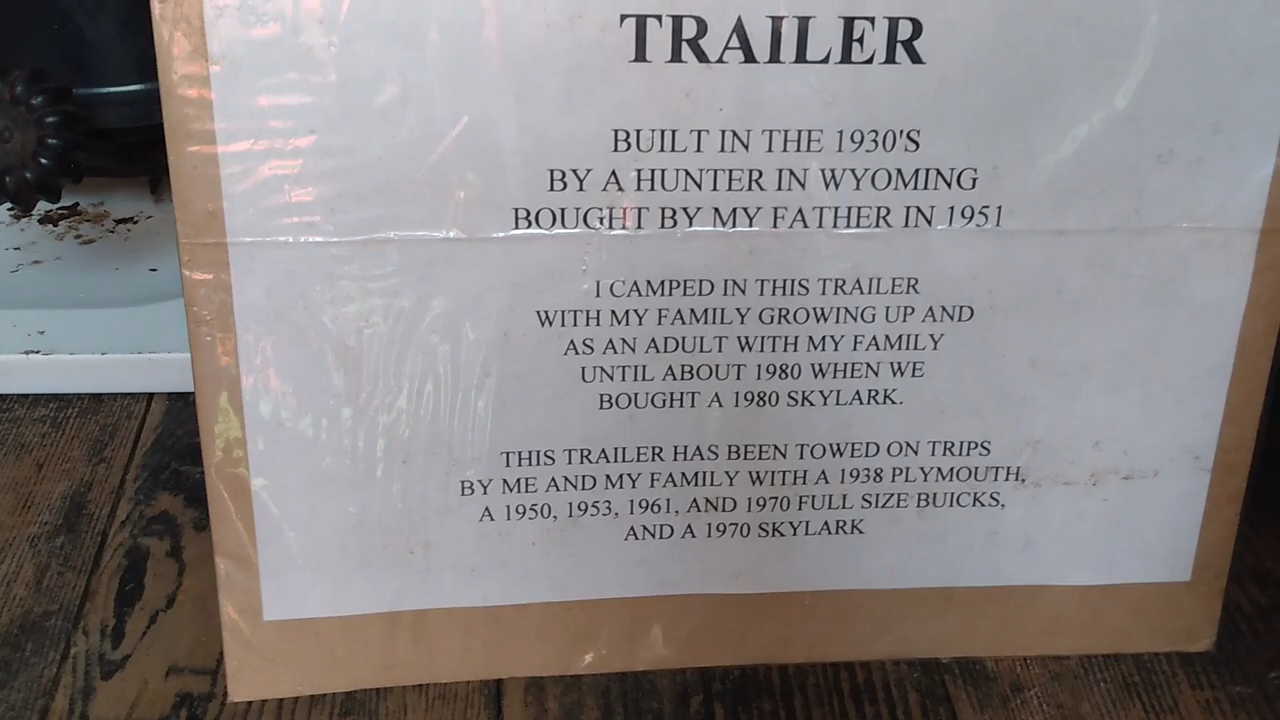 TRAILER
BUILT IN THE 1930'S
BY A HUNTER IN WYOMING
BOUGHT BY MY FATHER IN 1951
I CAMPED IN THIS TRAILER
WITH MY FAMILY GROWING UP AND
AS AN ADULT WITH MY FAMILY
UNTIL ABOUT 1980 WHEN WE
BOUGHT A 1980 SKYLARK.
THIS TRAILER HAS BEEN TOWED ON TRIPS
BY ME AND MY FAMILY WITH A 1938 PLYMOUTH,
A 1950, 1953, 1961, AND 1970 FULL SIZE BUICKS,
AND A 1970 SKYLARK